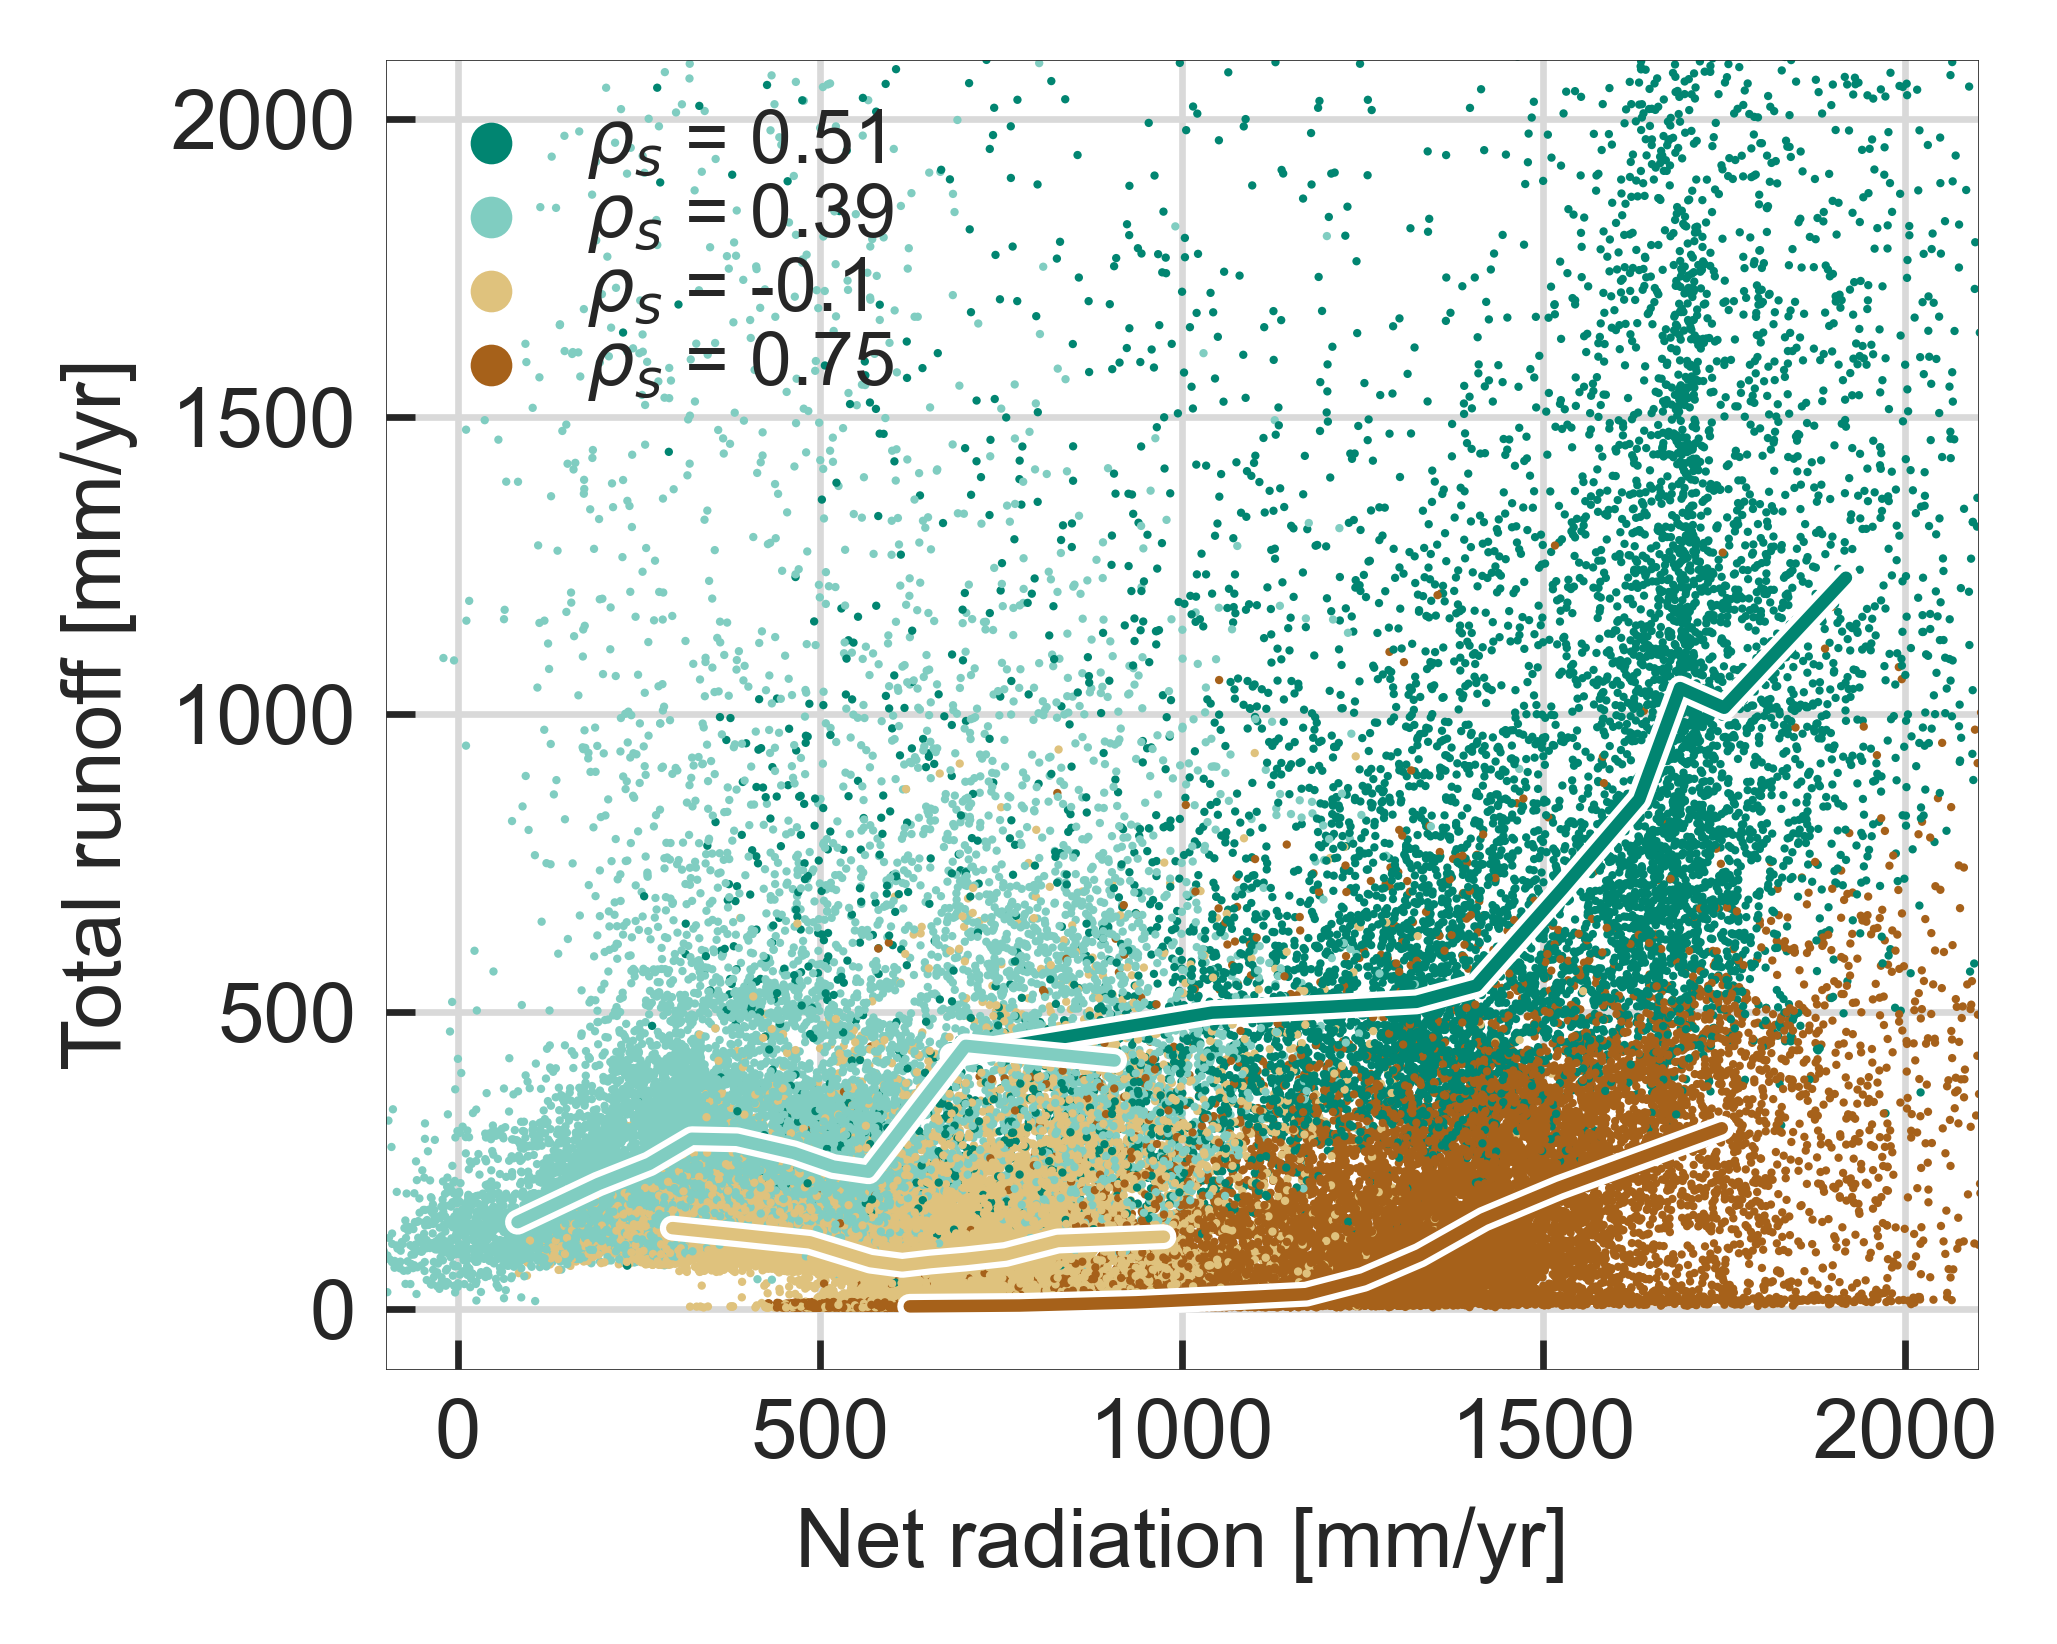 Total runoff [mm/yr]
2000
1500
1000
500
0
ρs = 0.51
ρs = 0.39
ρs = -0.1
ρs = 0.75
0 500 1000 1500 2000
Net radiation [mm/yr]